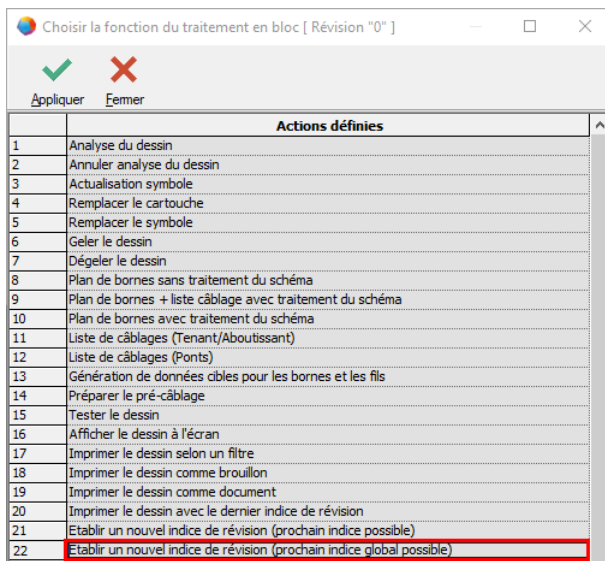 Choisir la fonction du traitement en bloc [ Révision "0" ]
Appliquer Fermer
Actions définies
1 Analyse du dessin
2 Annuler analyse du dessin
3 Actualisation symbole
4 Remplacer le cartouche
5 Remplacer le symbole
6 Geler le dessin
7 Dégeler le dessin
8 Plan de bornes sans traitement du schéma
9 Plan de bornes + liste câblage avec traitement du schéma
10 Plan de bornes avec traitement du schéma
11 Liste de câblages (Tenant/Aboutissant)
12 Liste de câblages (Ponts)
13 Génération de données cibles pour les bornes et les fils
14 Préparer le pré-câblage
15 Tester le dessin
16 Afficher le dessin à l'écran
17 Imprimer le dessin selon un filtre
18 Imprimer le dessin comme brouillon
19 Imprimer le dessin comme document
20 Imprimer le dessin avec le dernier indice de révision
21 Etablir un nouvel indice de révision (prochain indice possible)
22 Etablir un nouvel indice de révision (prochain indice global possible)